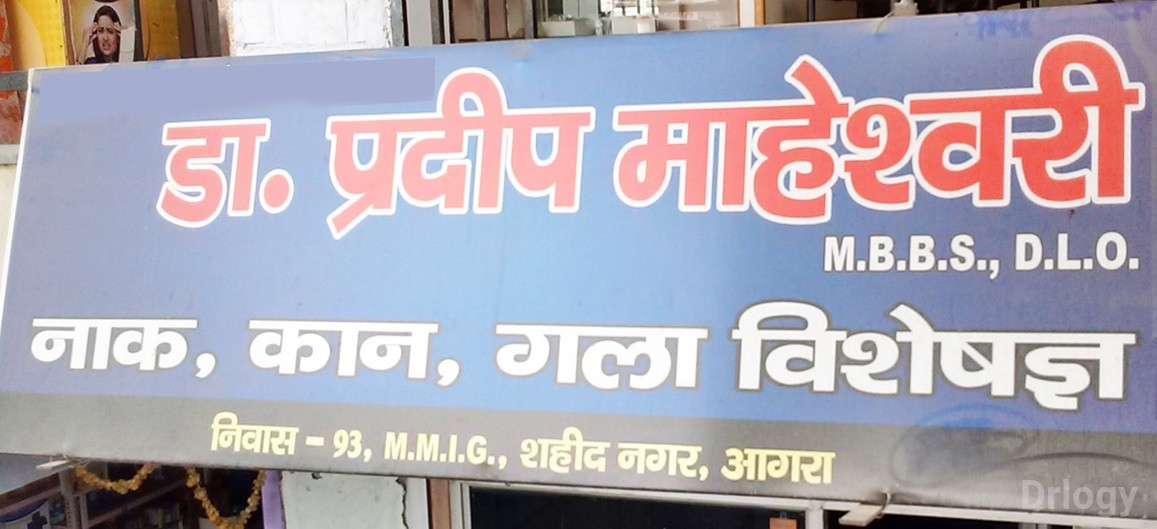 डा. प्रदीप माहेश्वरी
M.B.B.S., D.L.O.
नाक, कान, गला विशेषज्ञ
निवास - 93, M.M.I.G., शहीद नगर, आगरा
Drlogy